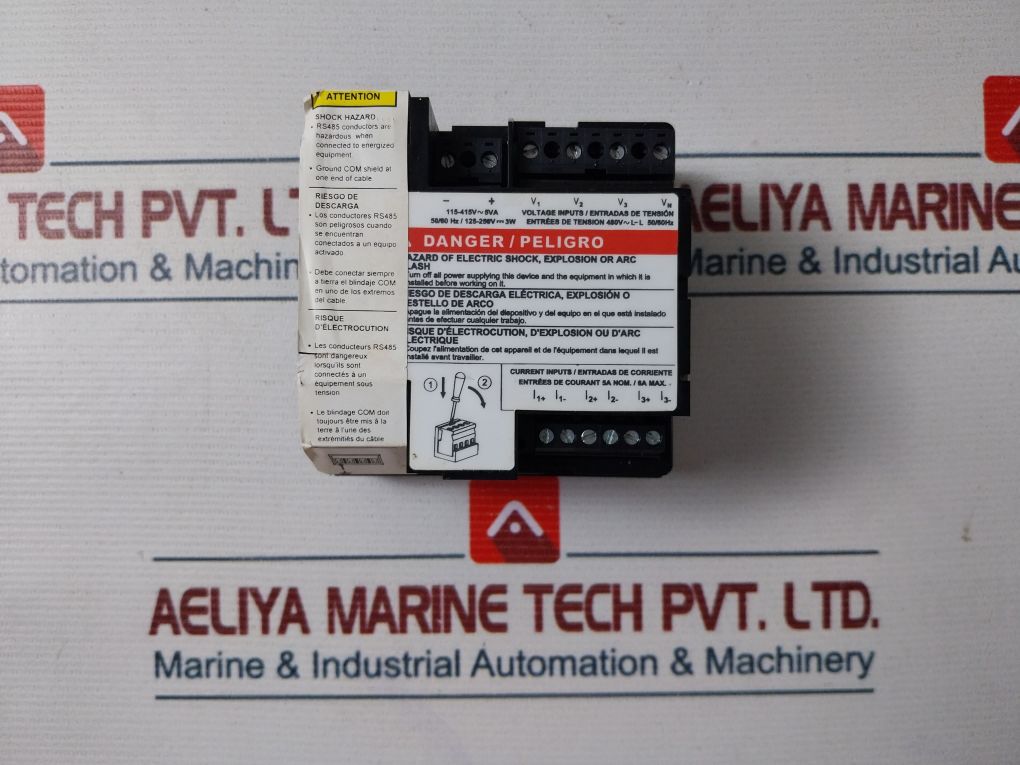 ATTENTION
SHOCK HAZARD
• RS485 conductors are
hazardous when
connected to energized
equipment.
• Ground COM shield at
one end of cable.
RIESGO DE
DESCARGA
• Los conductores RS485
son peligrosos cuando
se encuentran
conectados a un equipo
activado.
• Debe conectar siempre
a tierra el blindaje COM
en uno de los extremos
del cable
RISQUE
D'ÉLECTROCUTION
• Les conducteurs RS485
sont dangereux
lorsqu'ils sont
connectés à un
équipement sous
tension
• Le blindage COM doit
toujours être mis à la
terre à l'une des
extrémités du câble
− + V1 V2 V3 VN
115-415V~ 5VA
50/60 Hz / 125-250V⎓ 3W
VOLTAGE INPUTS / ENTRADAS DE TENSIÓN
ENTRÉES DE TENSION 480V~ L-L 50/60Hz
DANGER / PELIGRO
AZARD OF ELECTRIC SHOCK, EXPLOSION OR ARC
LASH
Turn off all power supplying this device and the equipment in which it is
installed before working on it.
IESGO DE DESCARGA ELÉCTRICA, EXPLOSIÓN O
ESTELLO DE ARCO
Apague la alimentación del dispositivo y del equipo en el que está instalado
antes de efectuar cualquier trabajo.
ISQUE D'ÉLECTROCUTION, D'EXPLOSION OU D'ARC
LECTRIQUE
Coupez l'alimentation de cet appareil et de l'équipement dans lequel il est
installé avant travailler.
CURRENT INPUTS / ENTRADAS DE CORRIENTE
ENTRÉES DE COURANT 5A NOM. / 6A MAX.
I1+ I1- I2+ I2- I3+ I3-
1 2
TECH PVT. LT
tomation & Machin
AELIYA MARINE
Marine & Industrial Au
AELIYA MARINE TECH PVT. LTD.
Marine & Industrial Automation & Machinery